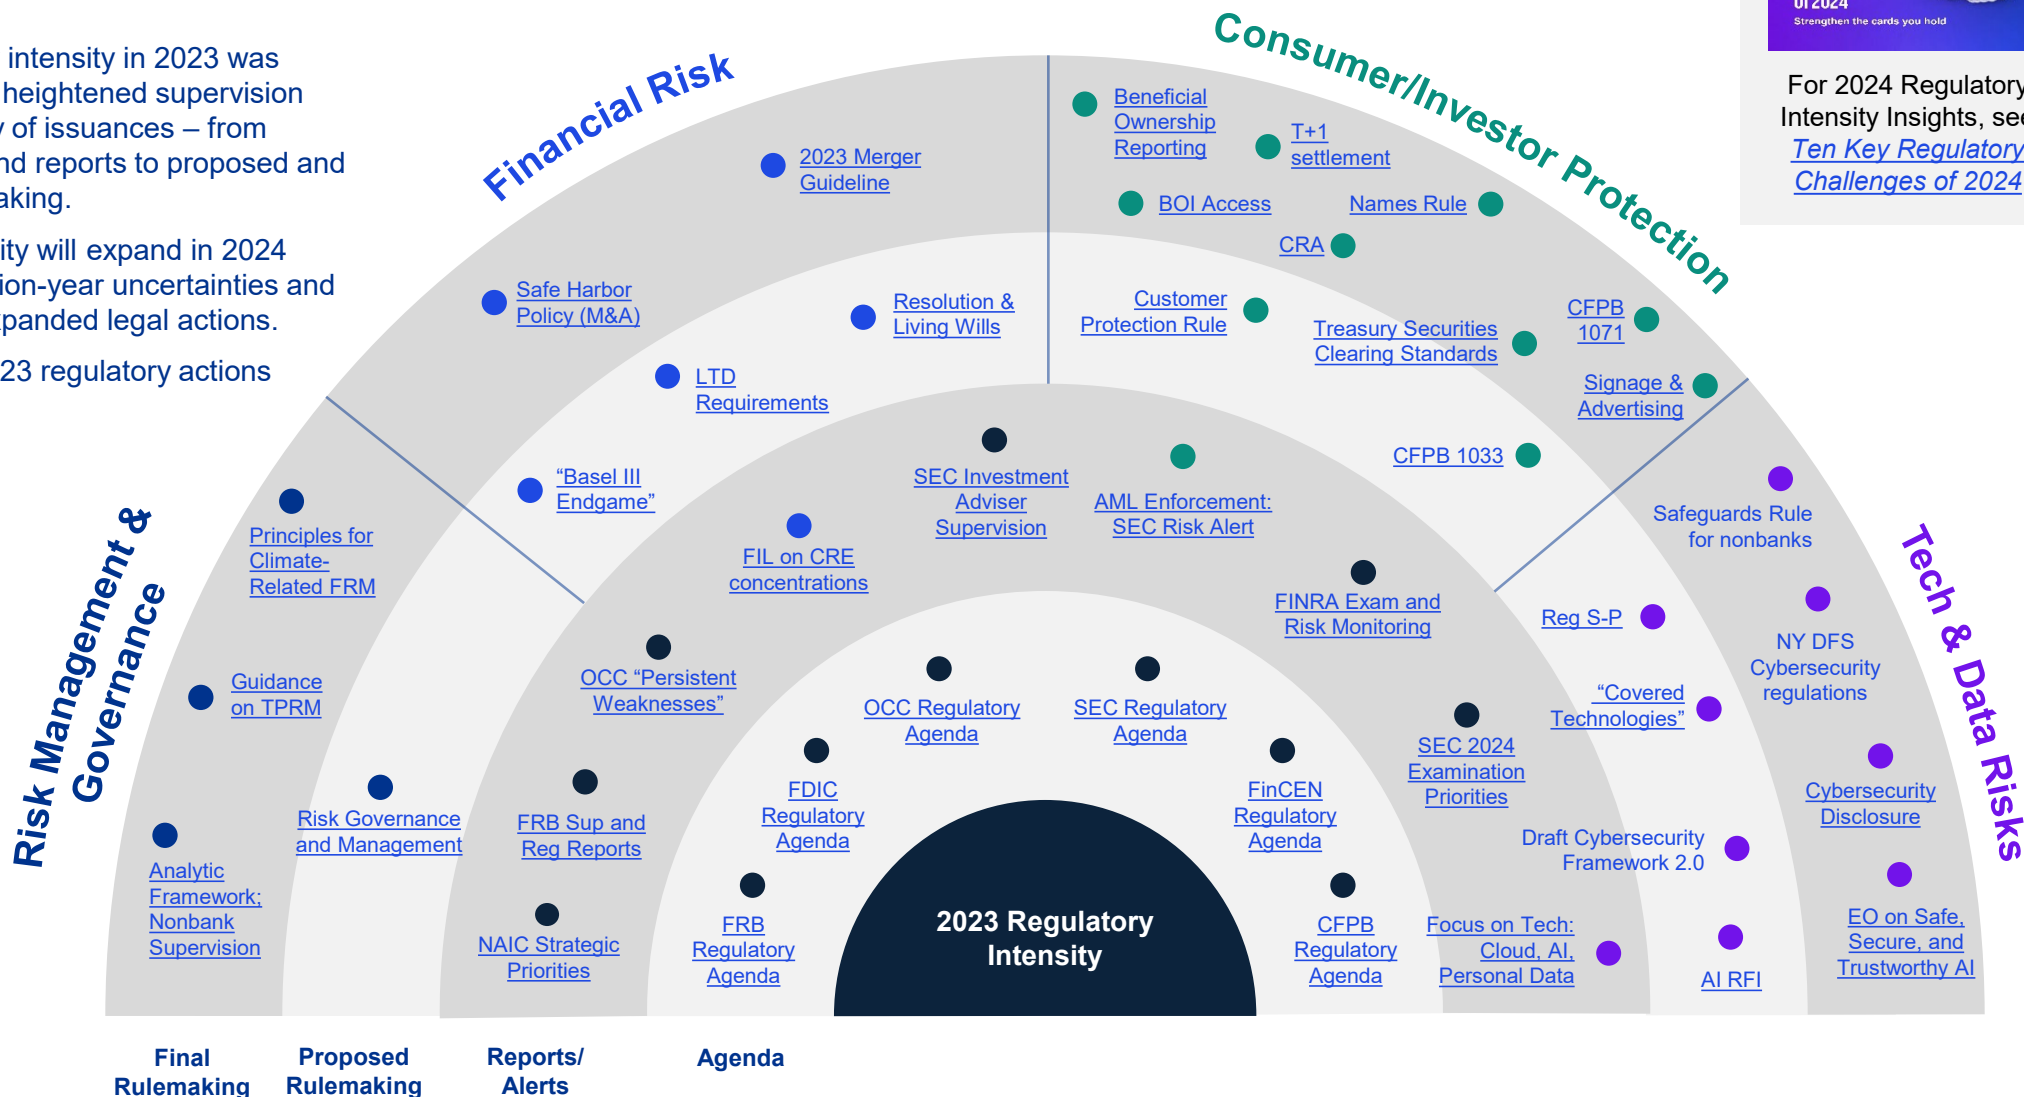 intensity in 2023 was
heightened supervision
of issuances – from
nd reports to proposed and
aking.
ity will expand in 2024
ion-year uncertainties and
xpanded legal actions.
23 regulatory actions
of 2024
Strengthen the cards you hold
For 2024 Regulatory
Intensity Insights, see
Ten Key Regulatory
Challenges of 2024
Risk Management &
Governance
Financial Risk
Consumer/Investor Protection
Tech & Data Risks
Principles for
Climate-
Related FRM
Guidance
on TPRM
Analytic
Framework;
Nonbank
Supervision
Risk Governance
and Management
2023 Merger
Guideline
Safe Harbor
Policy (M&A)
Resolution &
Living Wills
LTD
Requirements
“Basel III
Endgame”
Beneficial
Ownership
Reporting
T+1
settlement
BOI Access
Names Rule
CRA
Customer
Protection Rule
Treasury Securities
Clearing Standards
CFPB
1071
Signage &
Advertising
CFPB 1033
Safeguards Rule
for nonbanks
NY DFS
Cybersecurity
regulations
Reg S-P
“Covered
Technologies”
Cybersecurity
Disclosure
Draft Cybersecurity
Framework 2.0
EO on Safe,
Secure, and
Trustworthy AI
AI RFI
Focus on Tech:
Cloud, AI,
Personal Data
SEC Investment
Adviser
Supervision
AML Enforcement:
SEC Risk Alert
FIL on CRE
concentrations
FINRA Exam and
Risk Monitoring
OCC “Persistent
Weaknesses”
SEC 2024
Examination
Priorities
FRB Sup and
Reg Reports
NAIC Strategic
Priorities
OCC Regulatory
Agenda
SEC Regulatory
Agenda
FDIC
Regulatory
Agenda
FinCEN
Regulatory
Agenda
FRB
Regulatory
Agenda
CFPB
Regulatory
Agenda
2023 Regulatory
Intensity
Final
Rulemaking
Proposed
Rulemaking
Reports/
Alerts
Agenda